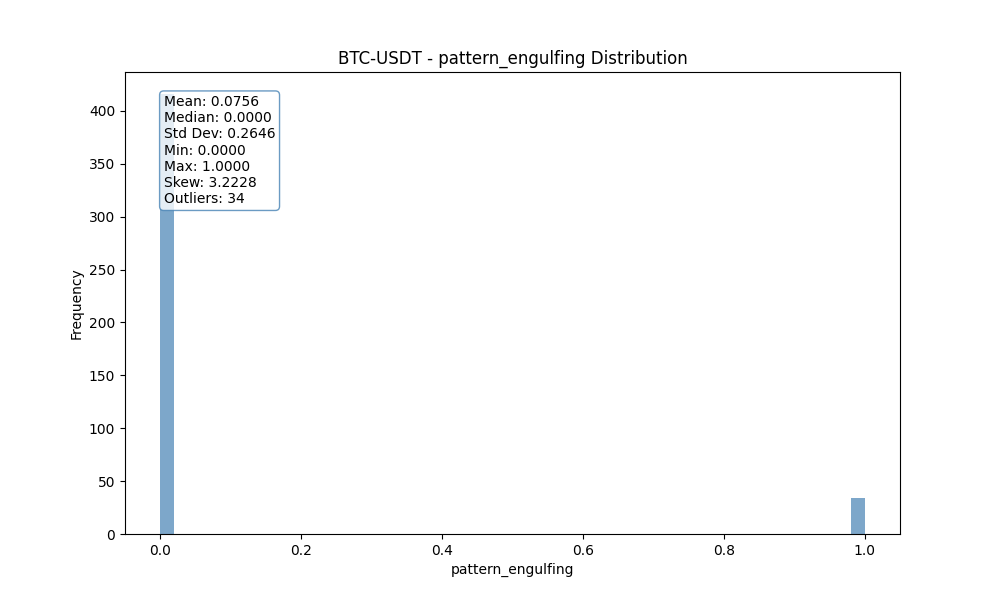 BTC-USDT - pattern_engulfing Distribution
Mean: 0.0756
Median: 0.0000
Std Dev: 0.2646
Min: 0.0000
Max: 1.0000
Skew: 3.2228
Outliers: 34
400
350
300
250
200
150
100
50
0
Frequency
0.0 0.2 0.4 0.6 0.8 1.0
pattern_engulfing